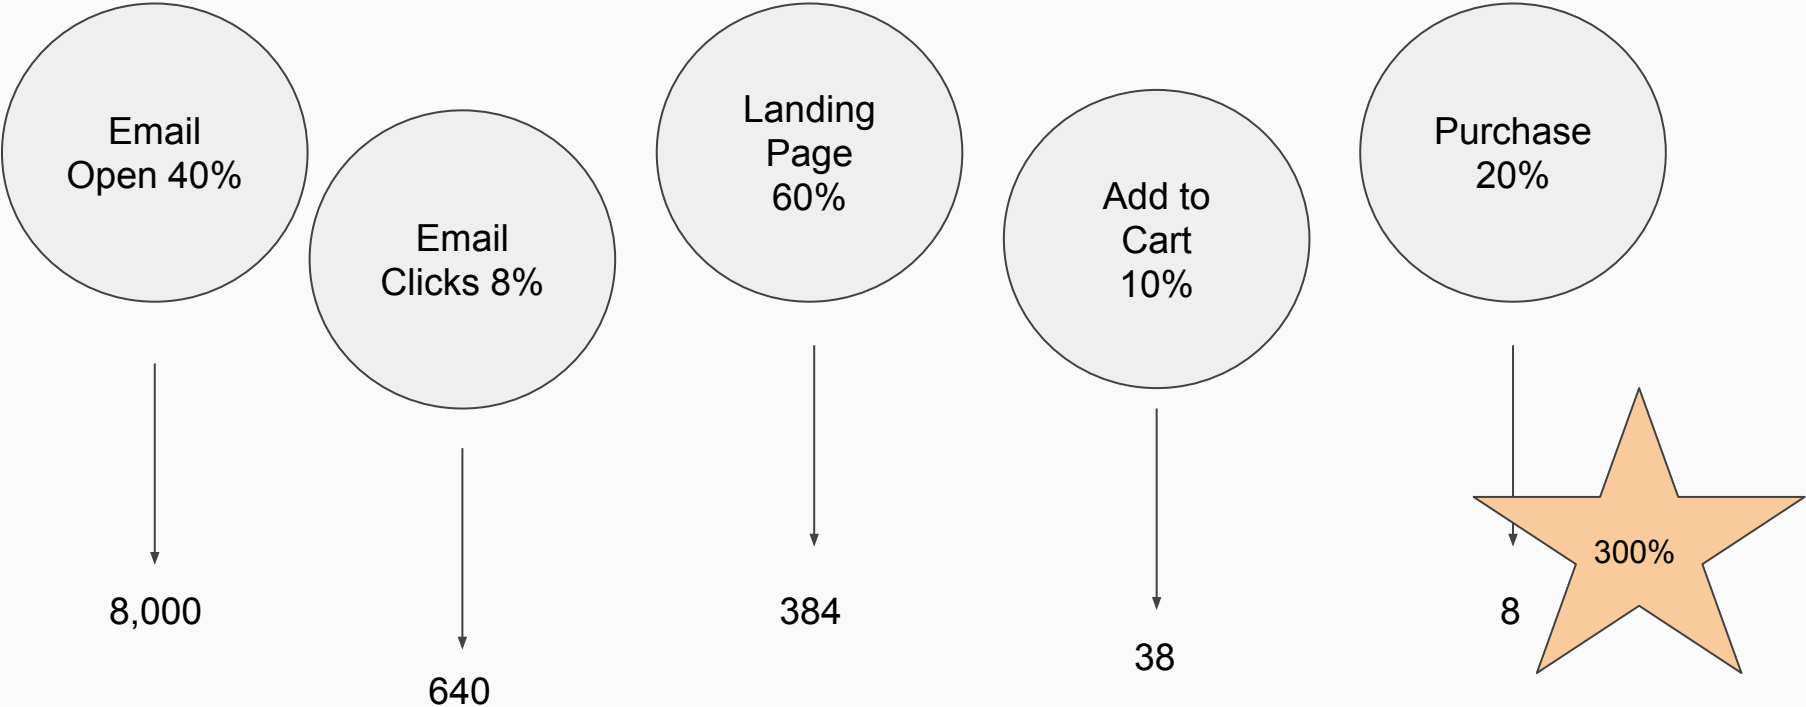 Email
Open 40%
Email
Clicks 8%
Landing
Page
60%
Add to
Cart
10%
Purchase
20%
8,000
640
384
38
8
300%